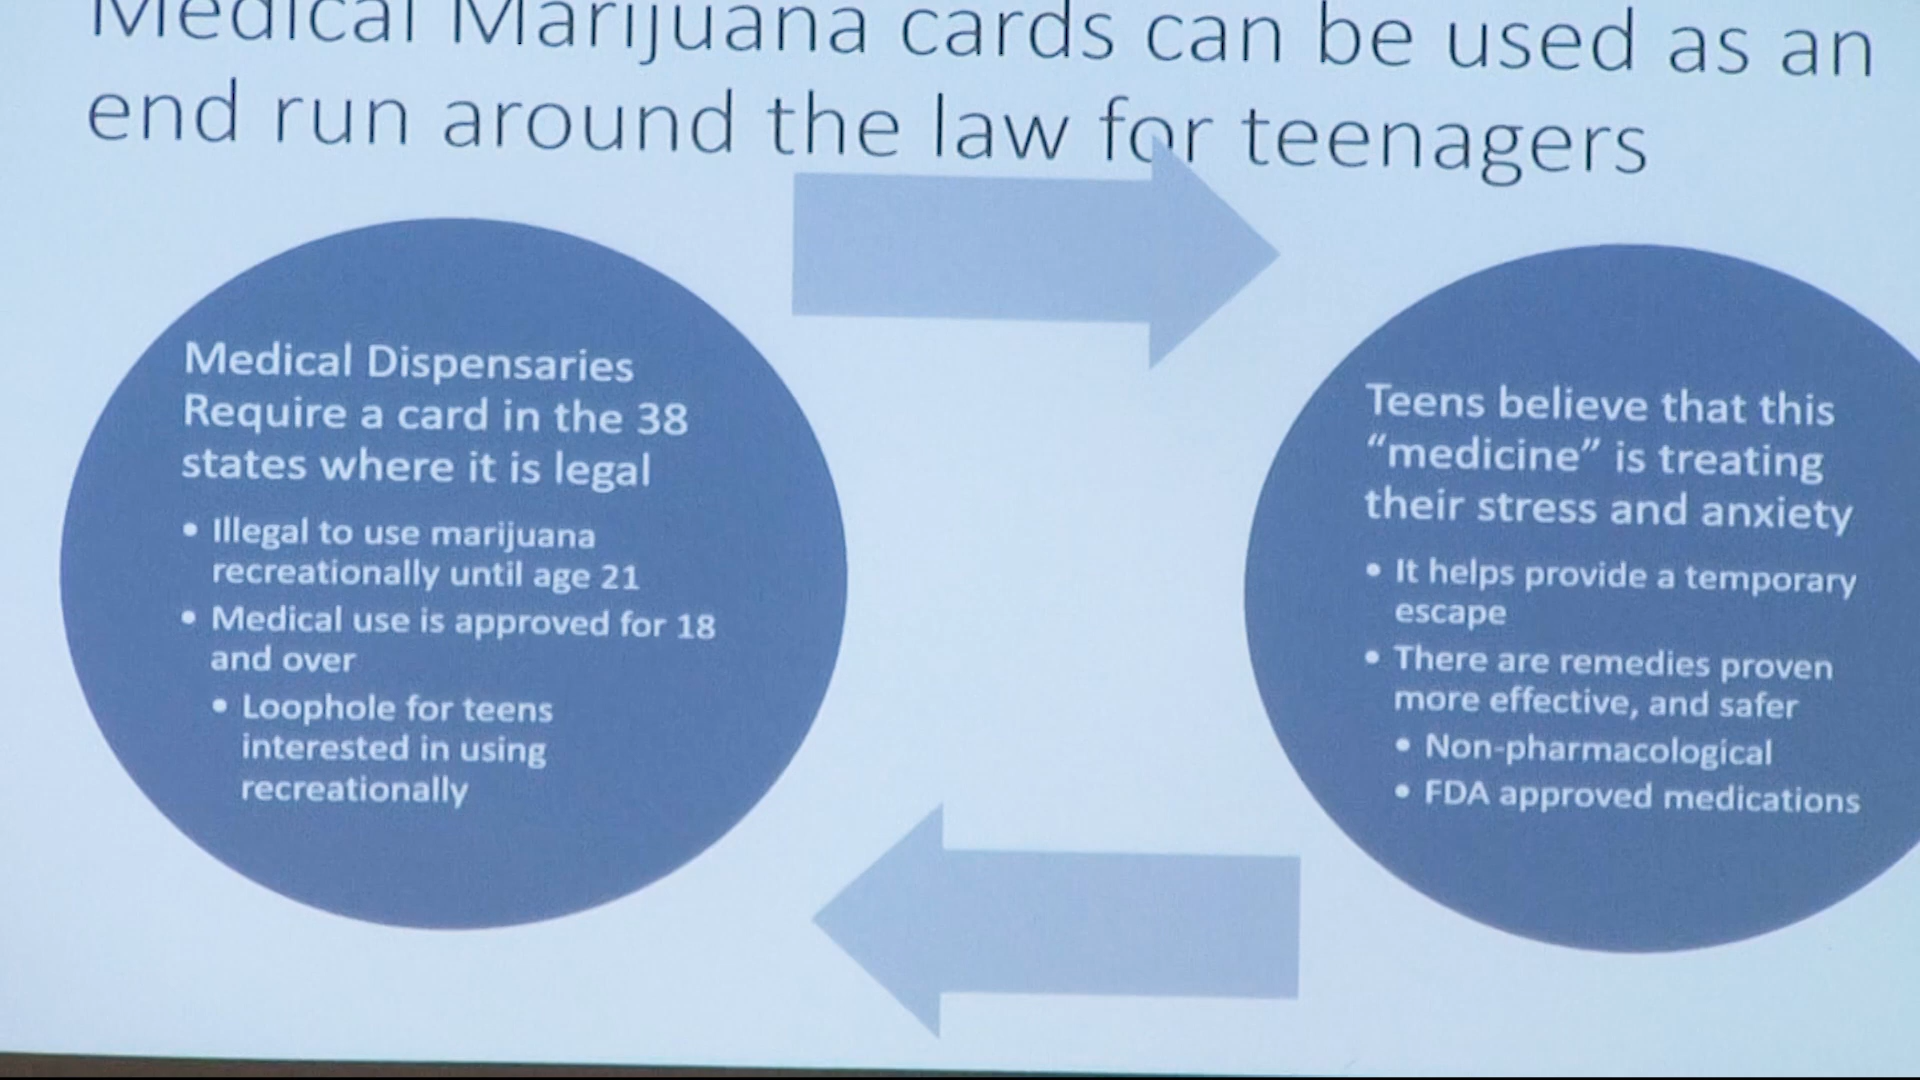 Medical Marijuana cards can be used as an
end run around the law for teenagers
Medical Dispensaries
Require a card in the 38
states where it is legal
• Illegal to use marijuana
recreationally until age 21
• Medical use is approved for 18
and over
• Loophole for teens
interested in using
recreationally
Teens believe that this
“medicine” is treating
their stress and anxiety
• It helps provide a temporary
escape
• There are remedies proven
more effective, and safer
• Non-pharmacological
• FDA approved medications